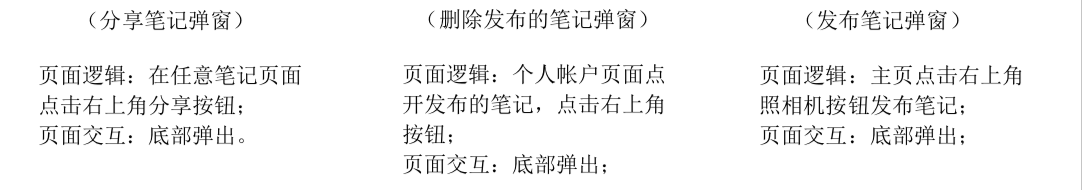 （分享笔记弹窗）
页面逻辑：在任意笔记页面
点击右上角分享按钮；
页面交互：底部弹出。
（删除发布的笔记弹窗）
页面逻辑：个人帐户页面点
开发布的笔记，点击右上角
按钮；
页面交互：底部弹出；
（发布笔记弹窗）
页面逻辑：主页点击右上角
照相机按钮发布笔记；
页面交互：底部弹出；